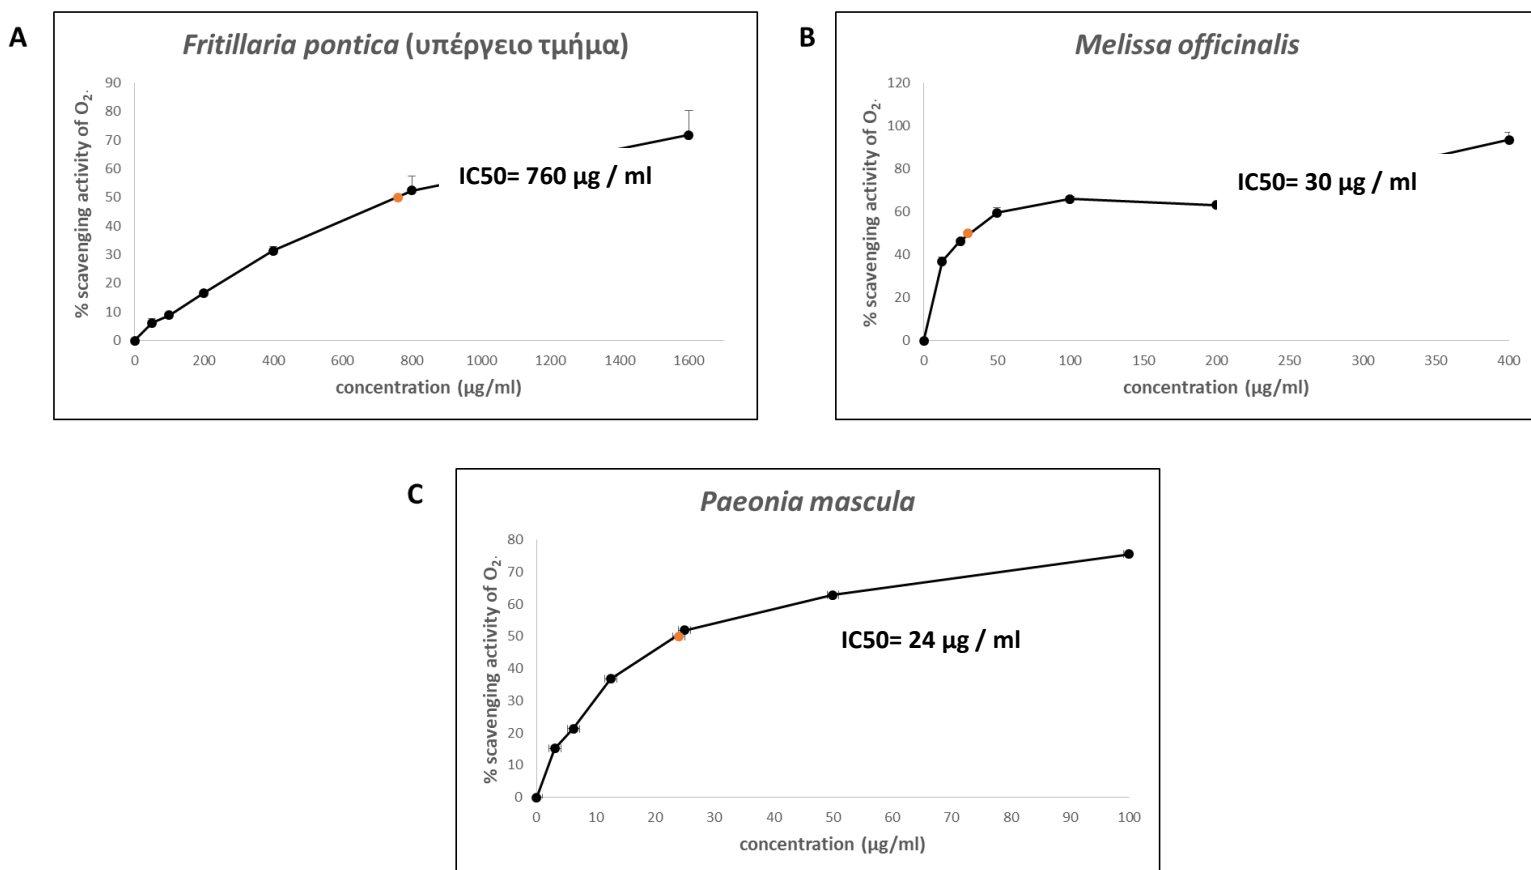 A
Fritillaria pontica (υπέργειο τμήμα)
% scavenging activity of O2·
90
80
70
60
50
40
30
20
10
0
IC50= 760 μg / ml
0 200 400 600 800 1000 1200 1400 1600
concentration (μg/ml)
B
Melissa officinalis
% scavenging activity of O2·
120
100
80
60
40
20
0
IC50= 30 μg / ml
0 50 100 150 200 250 300 350 400
concentration (μg/ml)
C
Paeonia mascula
% scavenging activity of O2·
80
70
60
50
40
30
20
10
0
IC50= 24 μg / ml
0 10 20 30 40 50 60 70 80 90 100
concentration (μg/ml)